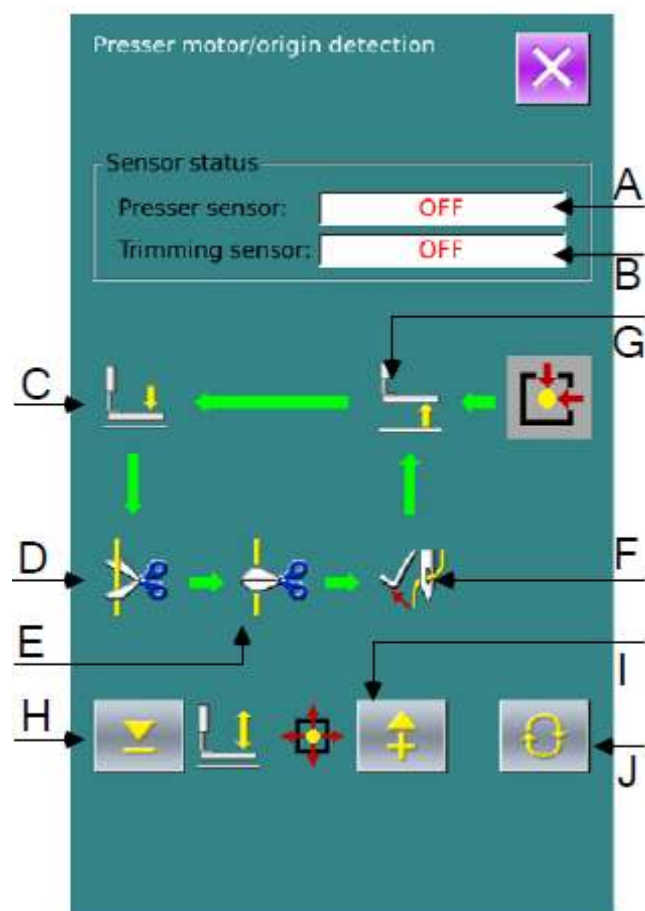 Presser motor/origin detection
Sensor status
Presser sensor: OFF
Trimming sensor: OFF
A
B
G
C
D
F
E
I
H
J